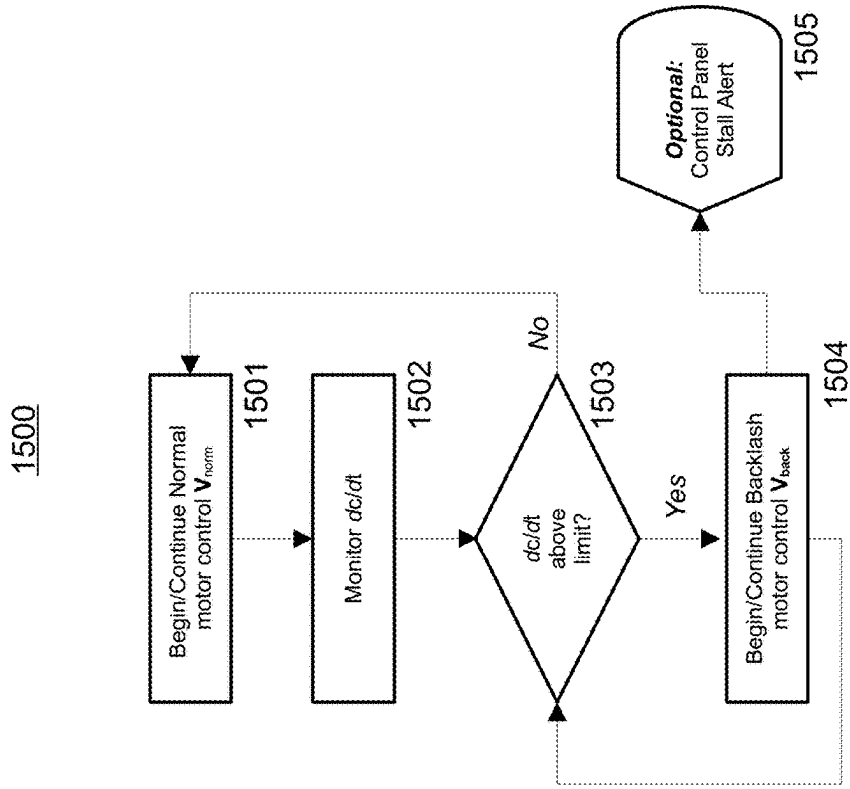 1500
Begin/Continue Normal
motor control Vnorm
1501
Monitor dc/dt
1502
dc/dt
above
limit?
1503
No
Yes
Begin/Continue Backlash
motor control Vback
1504
Optional:
Control Panel
Stall Alert
1505